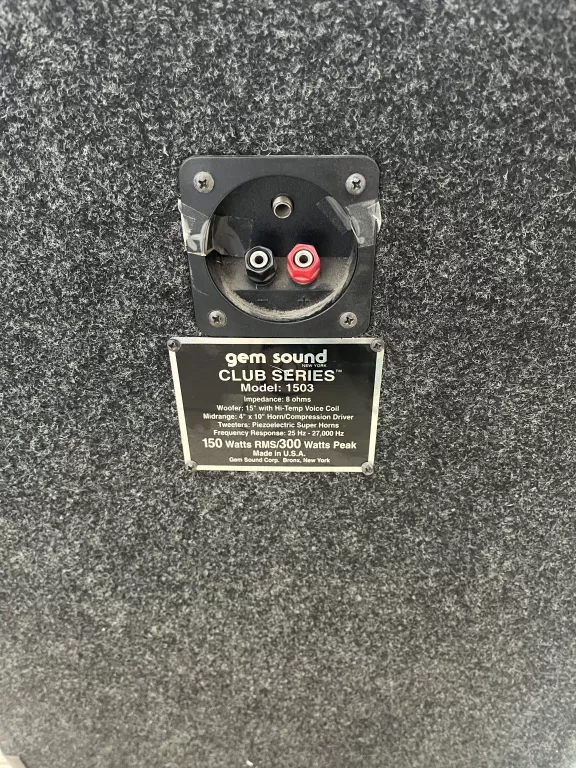 gem sound
NEW YORK
CLUB SERIES™
Model: 1503
Impedance: 8 ohms
Woofer: 15" with Hi-Temp Voice Coil
Midrange: 4" x 10" Horn/Compression Driver
Tweeters: Piezoelectric Super Horns
Frequency Response: 25 Hz - 27,000 Hz
150 Watts RMS/300 Watts Peak
Made in U.S.A.
Gem Sound Corp. Bronx, New York